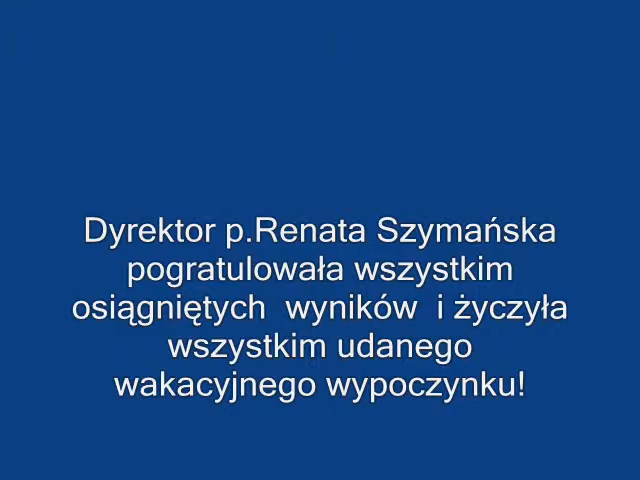 Dyrektor p.Renata Szymańska
pogratulowała wszystkim
osiągniętych  wyników  i życzyła
wszystkim udanego
wakacyjnego wypoczynku!